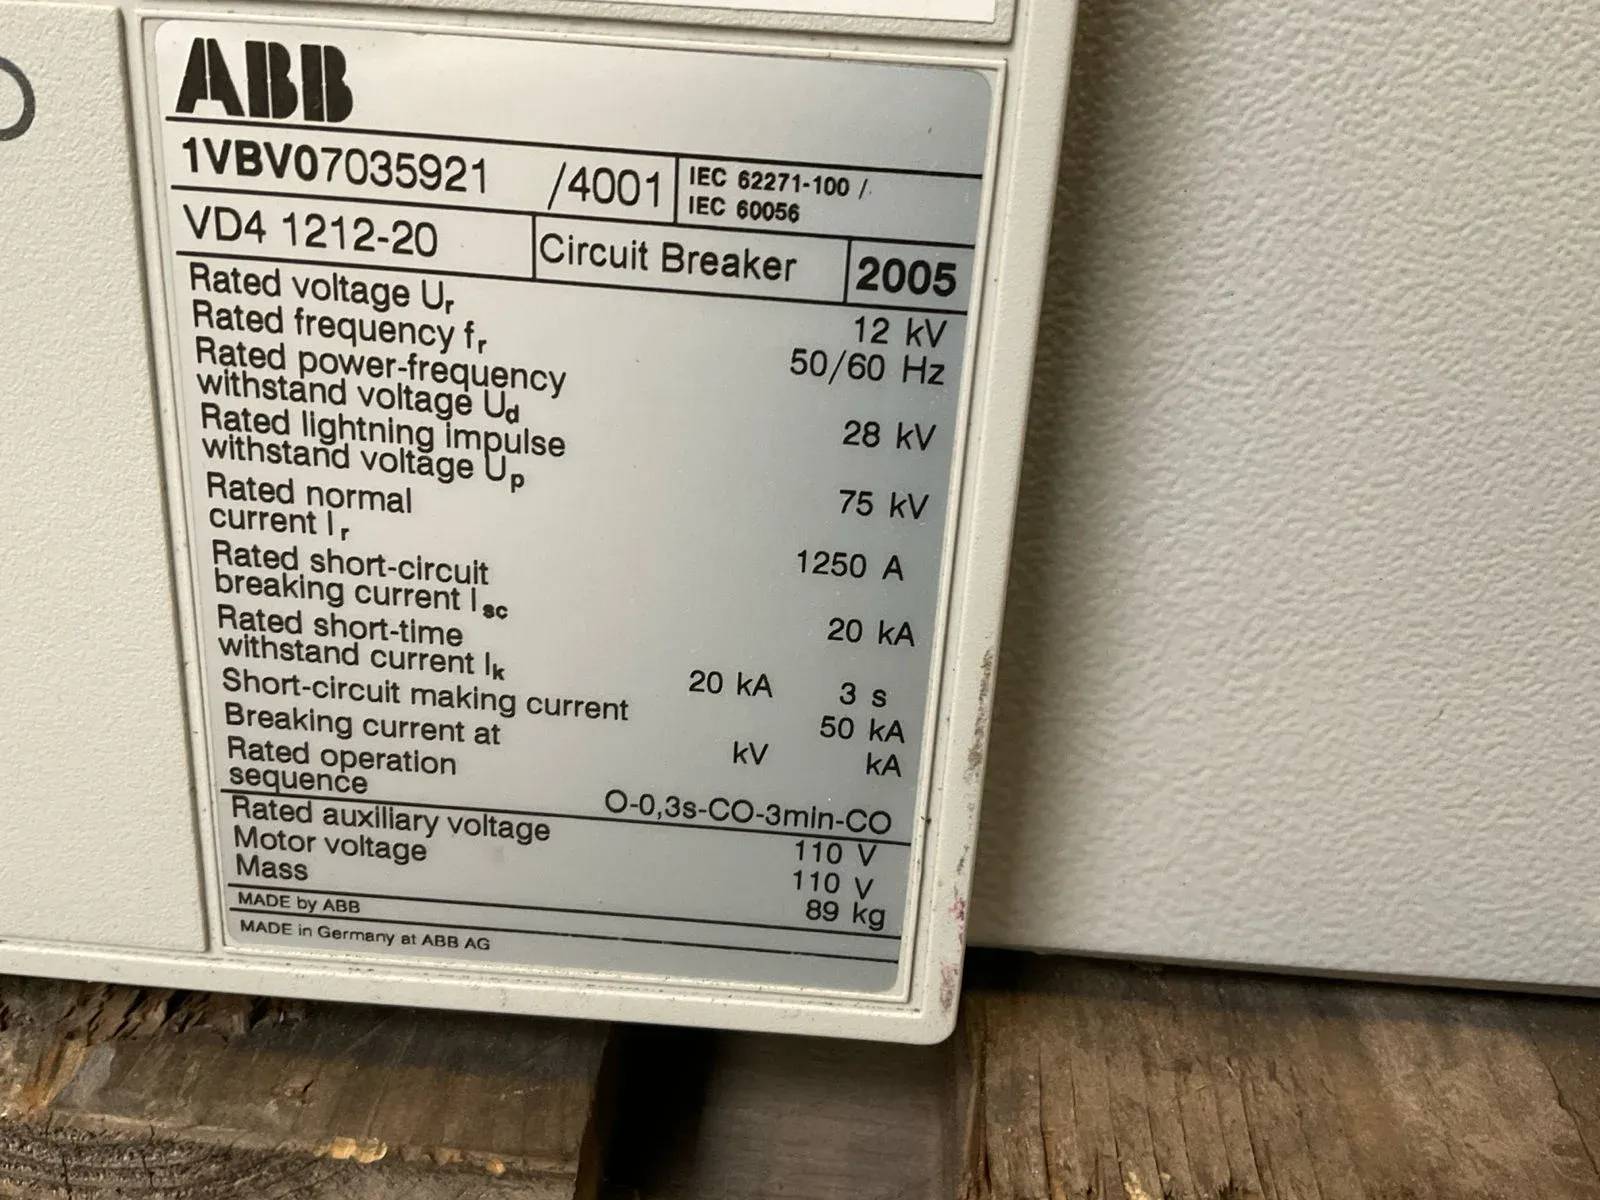 ABB
1VBV07035921 /4001 IEC 62271-100 /
IEC 60056
VD4 1212-20 Circuit Breaker 2005
Rated voltage Ur 12 kV
Rated frequency fr 50/60 Hz
Rated power-frequency
withstand voltage Ud 28 kV
Rated lightning impulse
withstand voltage Up 75 kV
Rated normal
current Ir 1250 A
Rated short-circuit
breaking current Isc 20 kA
Rated short-time
withstand current Ik 20 kA 3 s
Short-circuit making current 50 kA
Breaking current at kV kA
Rated operation
sequence O-0,3s-CO-3min-CO
Rated auxiliary voltage 110 V
Motor voltage 110 V
Mass 89 kg
MADE by ABB
MADE in Germany at ABB AG